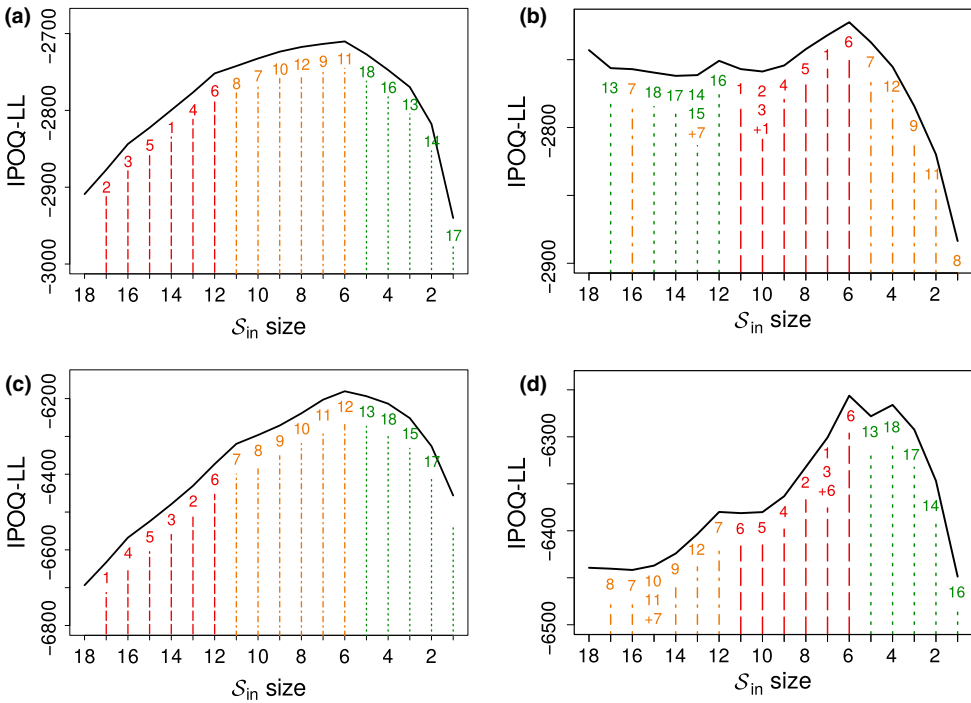 (a)
IPOQ-LL
-2700
-2800
-2900
-3000
2 3 5 1 4 6 8 7 10 12 9 11 18 16 13 14 17
18 16 14 12 10 8 6 4 2
𝒮in size
(b)
IPOQ-LL
-2800
-2900
13 7 18 17 14 16 1 2 4 5 1 6 7 12 9 11 8
15 3
+7 +1
18 16 14 12 10 8 6 4 2
𝒮in size
(c)
IPOQ-LL
-6200
-6400
-6600
-6800
1 4 5 3 2 6 7 8 9 10 11 12 13 18 15 17
18 16 14 12 10 8 6 4 2
𝒮in size
(d)
IPOQ-LL
-6300
-6400
-6500
8 7 10 9 12 7 6 5 4 2 1 6 13 18 17 14 16
11 3
+7 +6
18 16 14 12 10 8 6 4 2
𝒮in size